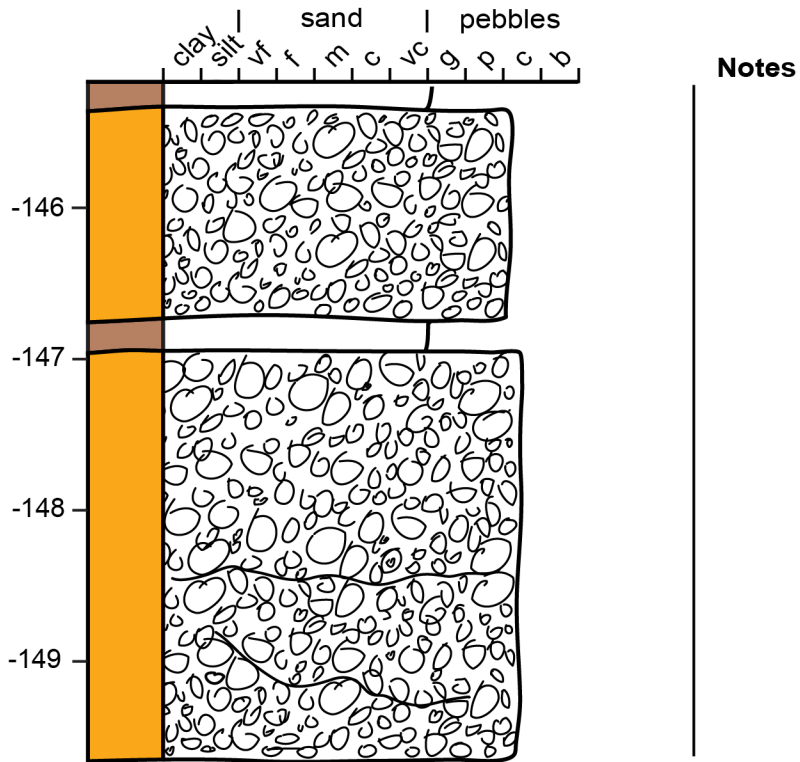 | sand | pebbles
clay silt vf f m c vc g p c b
Notes
-146
-147
-148
-149